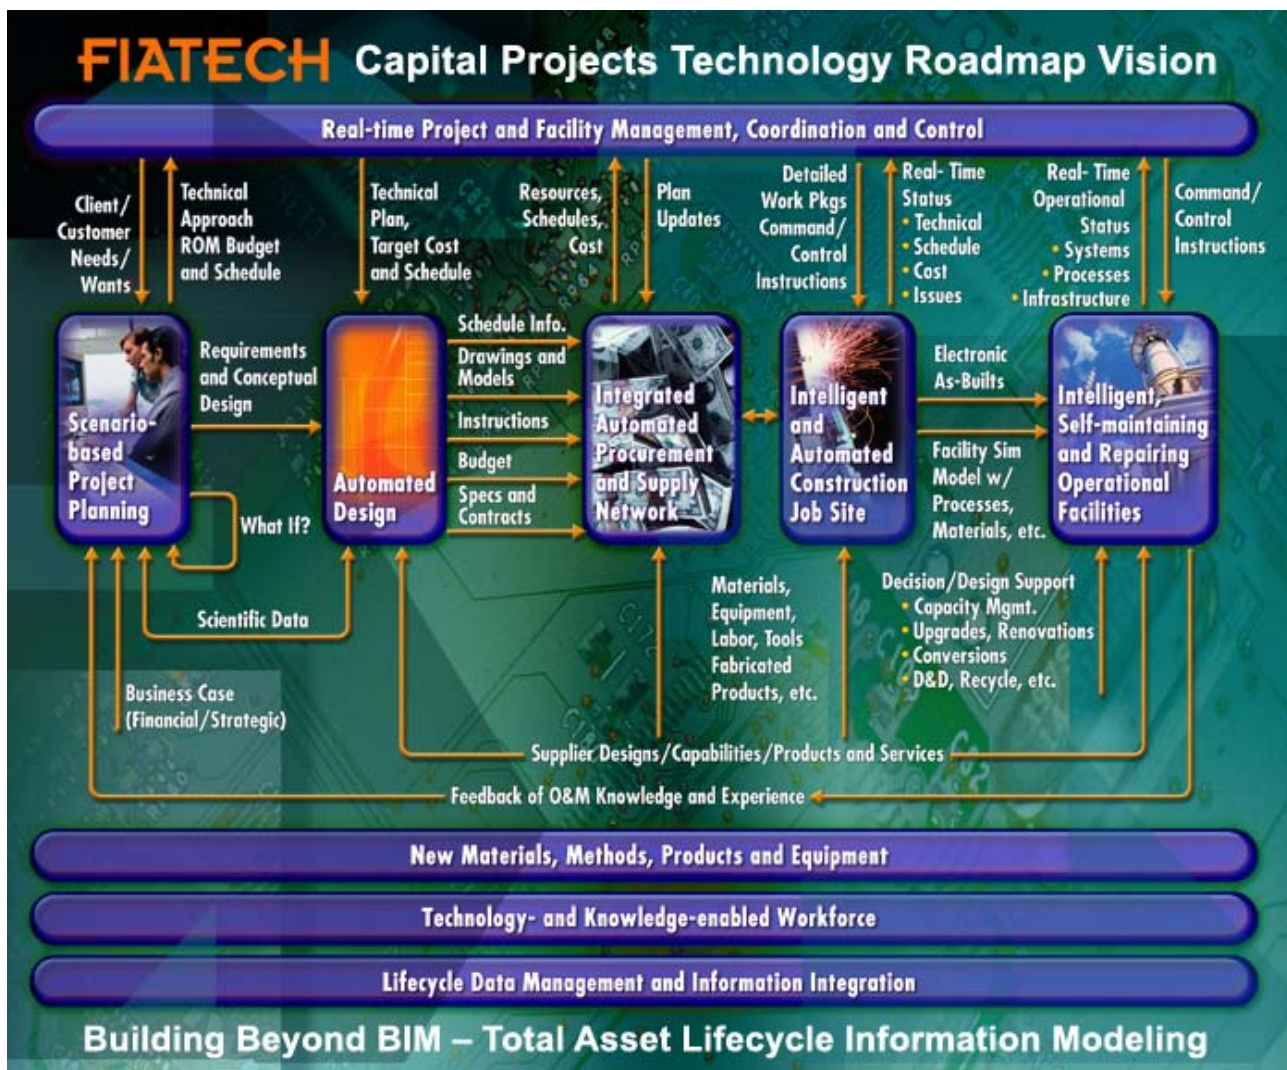 FIATECH Capital Projects Technology Roadmap Vision
Real-time Project and Facility Management, Coordination and Control
Client/
Customer
Needs/
Wants
Technical
Approach
ROM Budget
and Schedule
Technical
Plan,
Target Cost
and Schedule
Resources,
Schedules,
Cost
Plan
Updates
Detailed
Work Pkgs
Command/
Control
Instructions
Real- Time
Status
• Technical
• Schedule
• Cost
• Issues
Real- Time
Operational
Status
• Systems
• Processes
• Infrastructure
Command/
Control
Instructions
Scenario-
based
Project
Planning
Requirements
and Conceptual
Design
What If?
Automated
Design
Schedule Info.
Drawings and
Models
Instructions
Budget
Specs and
Contracts
Integrated
Automated
Procurement
and Supply
Network
Intelligent
and
Automated
Construction
Job Site
Electronic
As-Builts
Facility Sim
Model w/
Processes,
Materials, etc.
Intelligent,
Self-maintaining
and Repairing
Operational
Facilities
Scientific Data
Business Case
(Financial/Strategic)
Materials,
Equipment,
Labor, Tools
Fabricated
Products, etc.
Decision/Design Support
• Capacity Mgmt.
• Upgrades, Renovations
• Conversions
• D&D, Recycle, etc.
Supplier Designs/Capabilities/Products and Services
Feedback of O&M Knowledge and Experience
New Materials, Methods, Products and Equipment
Technology- and Knowledge-enabled Workforce
Lifecycle Data Management and Information Integration
Building Beyond BIM – Total Asset Lifecycle Information Modeling